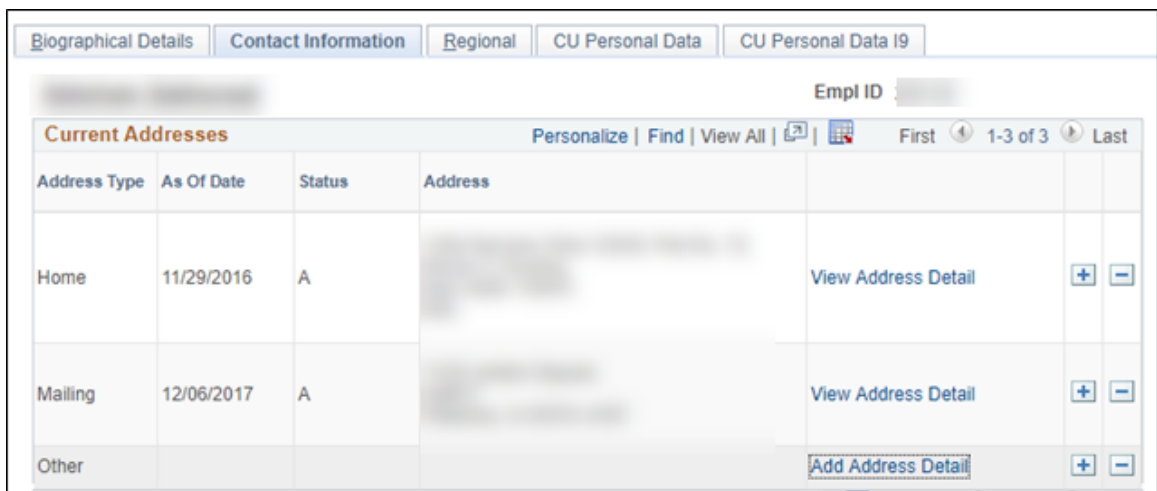 Biographical Details Contact Information Regional CU Personal Data CU Personal Data I9
Empl ID
Current Addresses Personalize | Find | View All | | First 1-3 of 3 Last
Address Type As Of Date Status Address
Home 11/29/2016 A View Address Detail + -
Mailing 12/06/2017 A View Address Detail + -
Other Add Address Detail + -